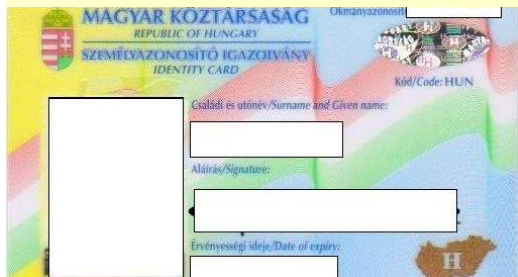 MAGYAR KÖZTÁRSASÁG
REPUBLIC OF HUNGARY
SZEMÉLYAZONOSÍTÓ IGAZOLVÁNY
IDENTITY CARD
Kód/Code: HUN
Családi és utónév/Surname and Given name:
Aláírás/Signature:
Érvényességi ideje/Date of expiry:
H